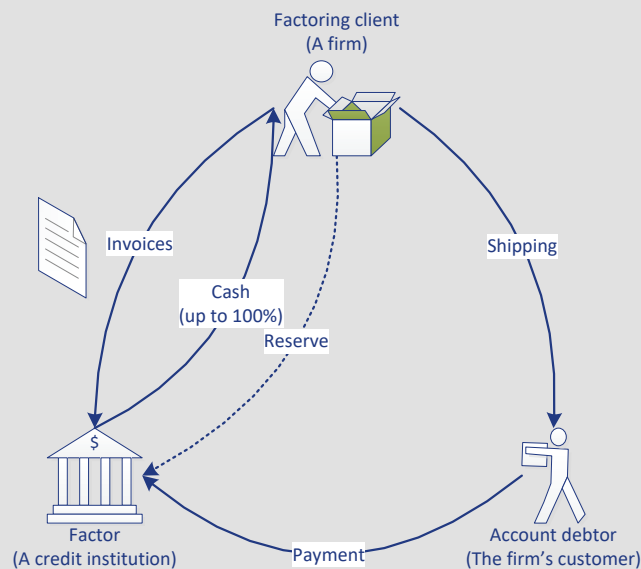 Factoring client
(A firm)
Invoices
Shipping
Cash
(up to 100%)
Reserve
$
Factor
(A credit institution)
Payment
Account debtor
(The firm's customer)